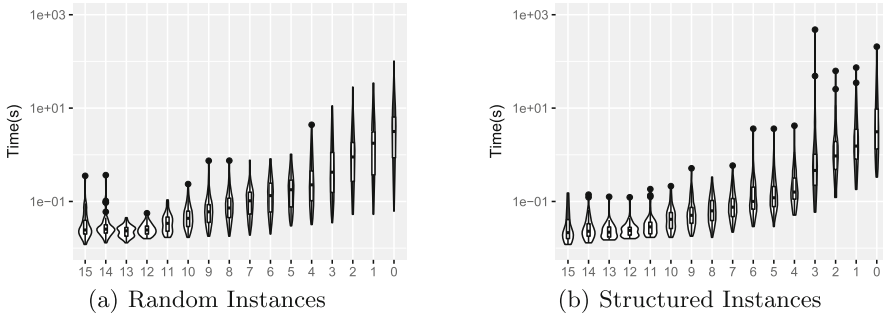 1e+03
1e+01
1e−01
Time(s)
15 14 13 12 11 10 9 8 7 6 5 4 3 2 1 0
(a) Random Instances
1e+03
1e+01
1e−01
Time(s)
15 14 13 12 11 10 9 8 7 6 5 4 3 2 1 0
(b) Structured Instances